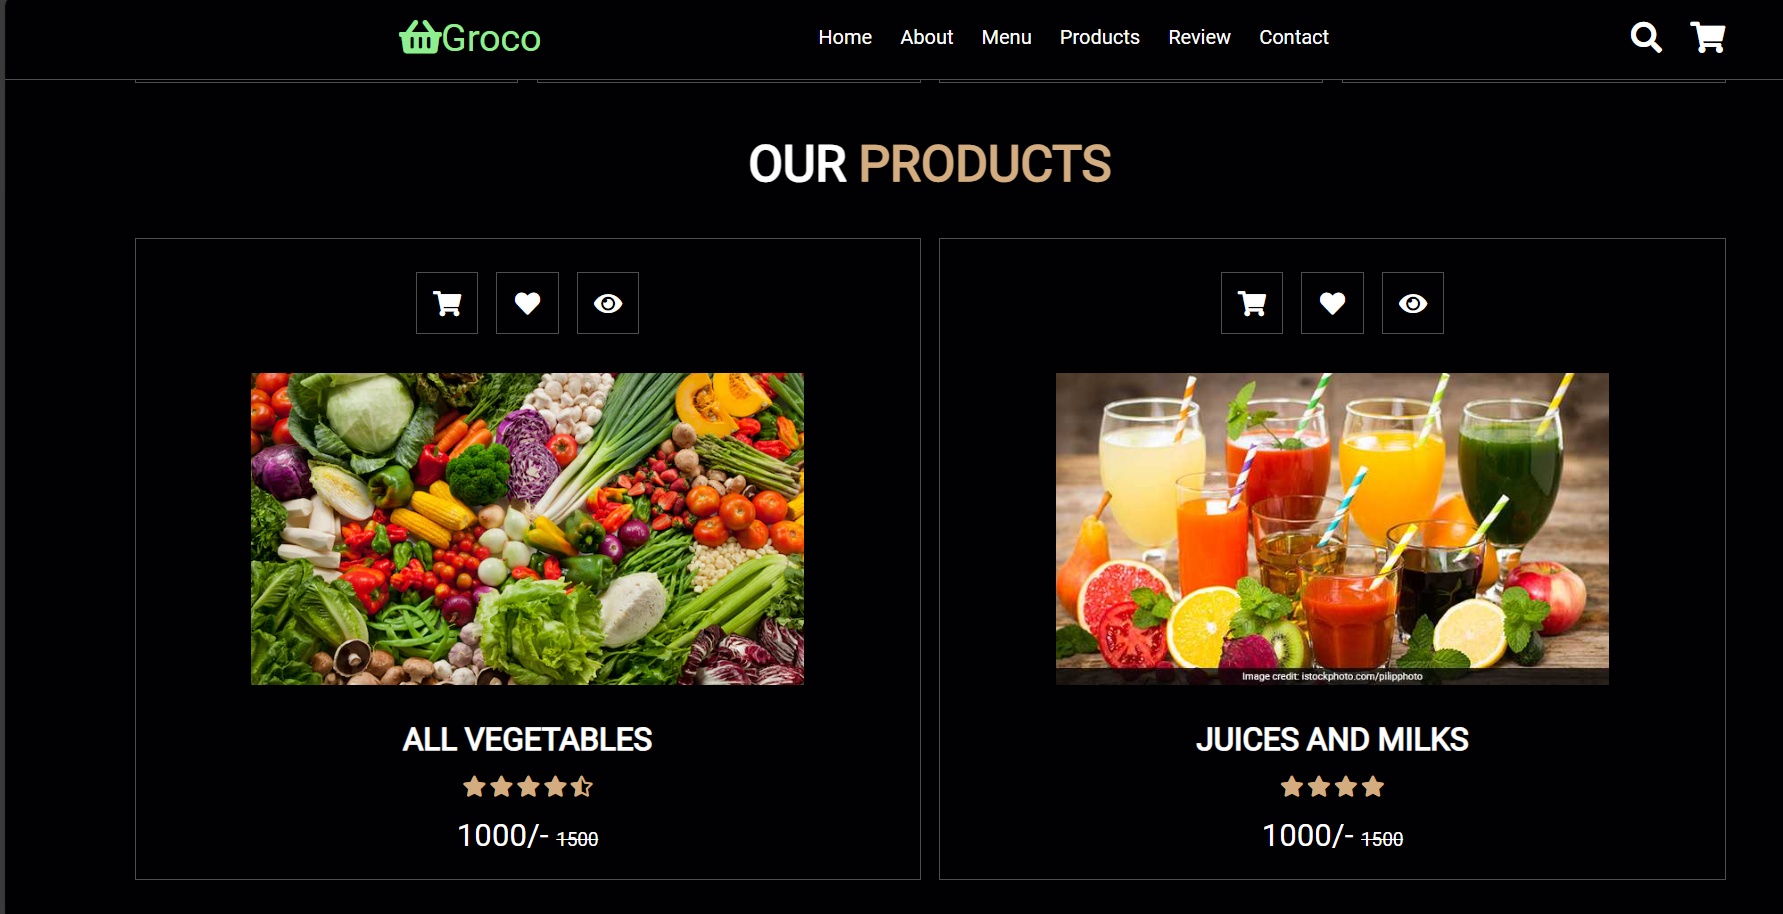 Groco
Home About Menu Products Review Contact
OUR PRODUCTS
Image credit: istockphoto.com/pilipphoto
ALL VEGETABLES
JUICES AND MILKS
1000/- 1500
1000/- 1500